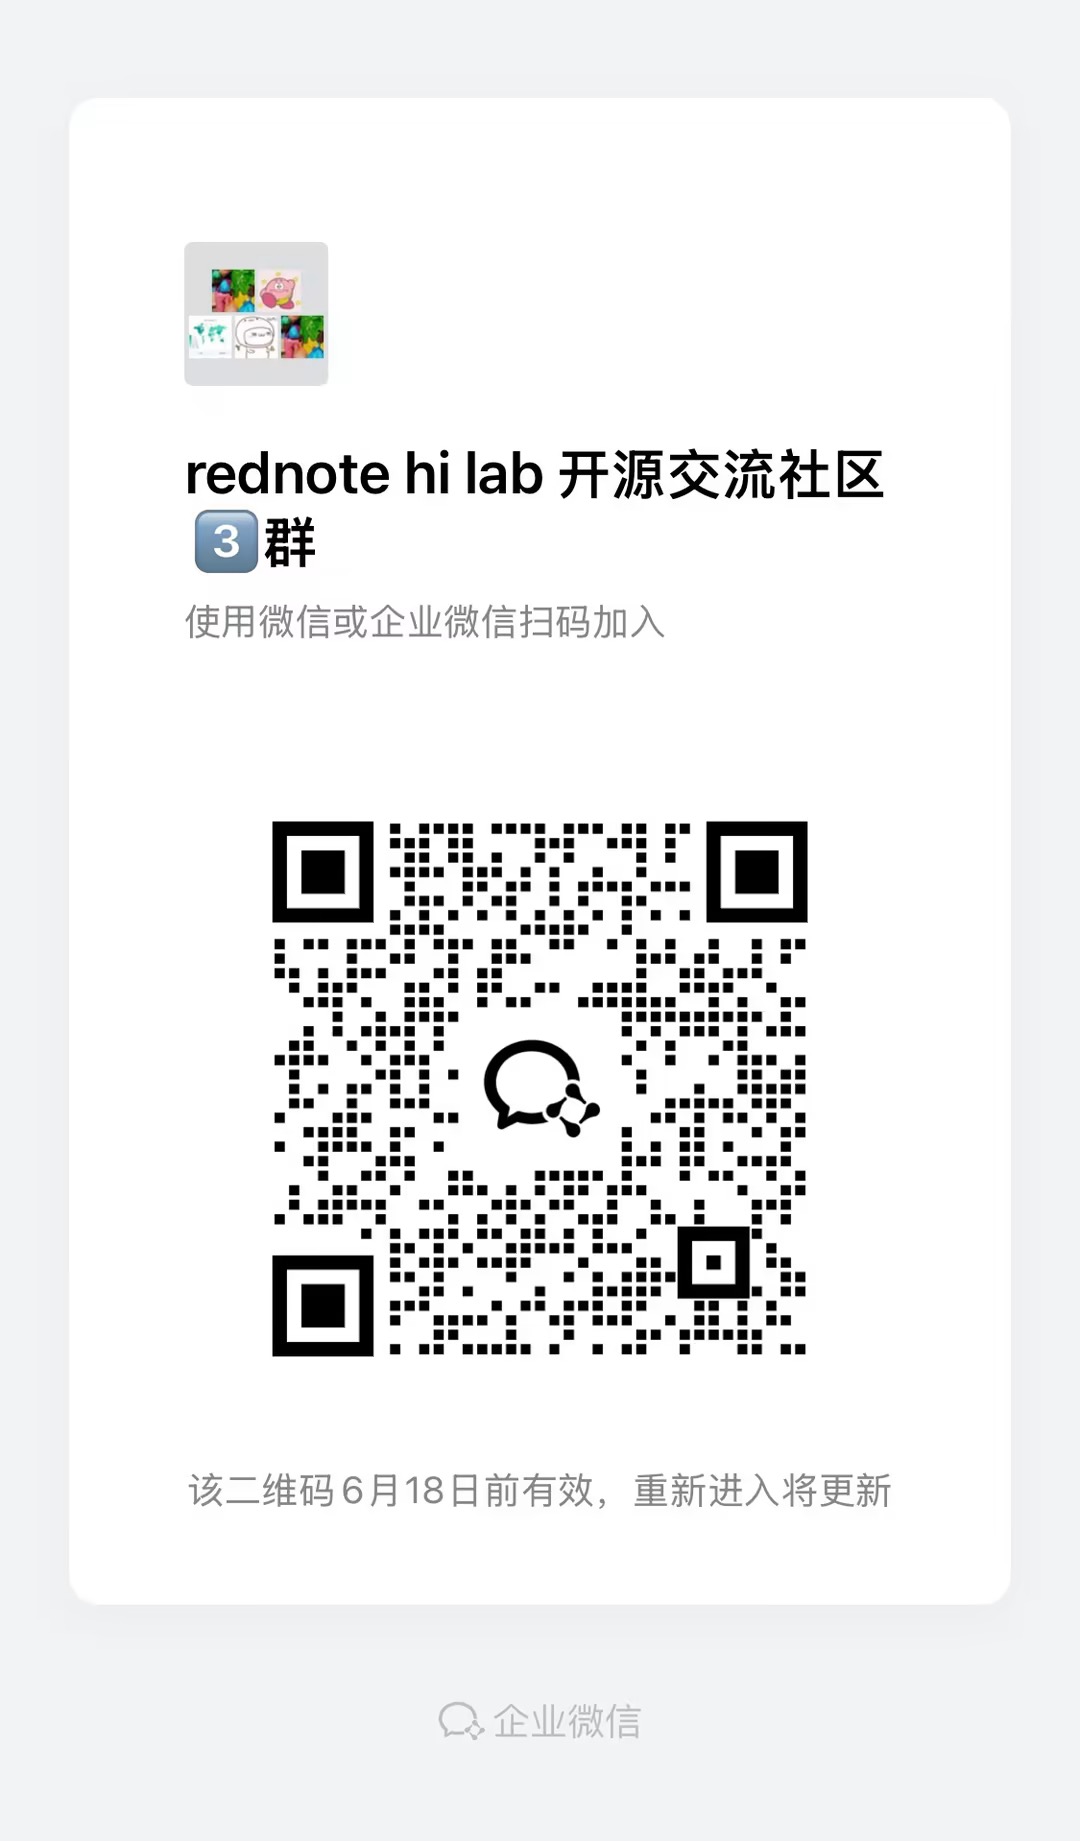 rednote hi lab 开源交流社区
3️⃣群
使用微信或企业微信扫码加入
该二维码6月18日前有效，重新进入将更新
企业微信